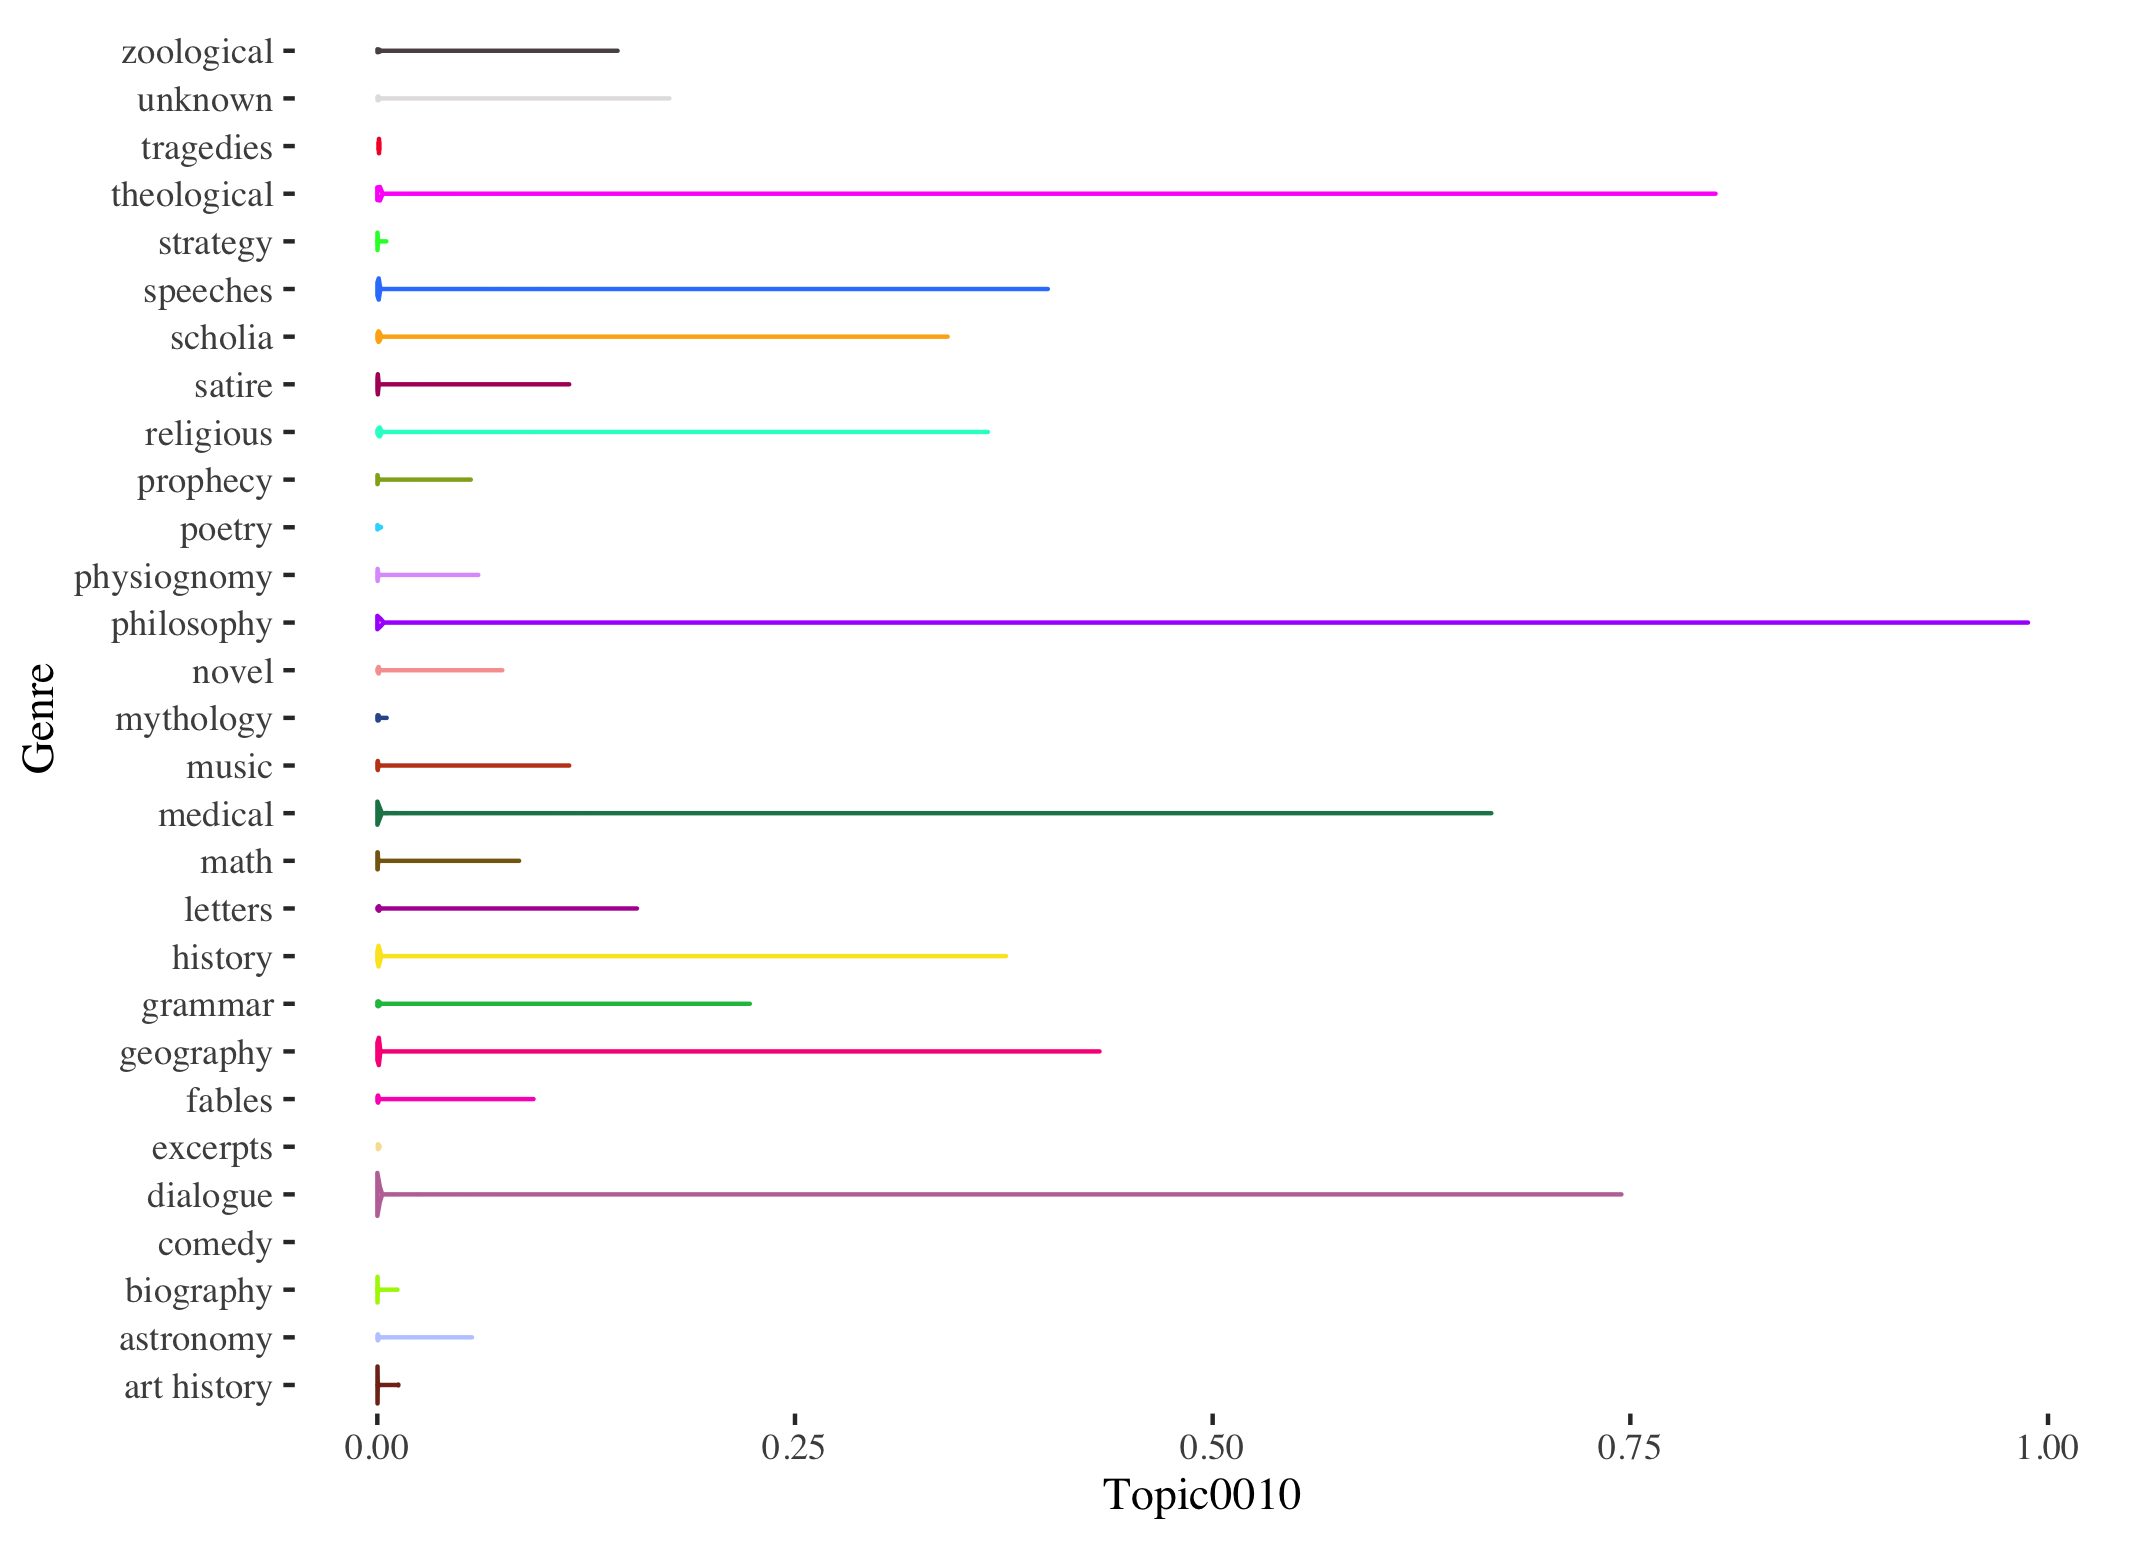 zoological
unknown
tragedies
theological
strategy
speeches
scholia
satire
religious
prophecy
poetry
physiognomy
philosophy
novel
mythology
music
medical
math
letters
history
grammar
geography
fables
excerpts
dialogue
comedy
biography
astronomy
art history
Genre
0.00 0.25 0.50 0.75 1.00
Topic0010